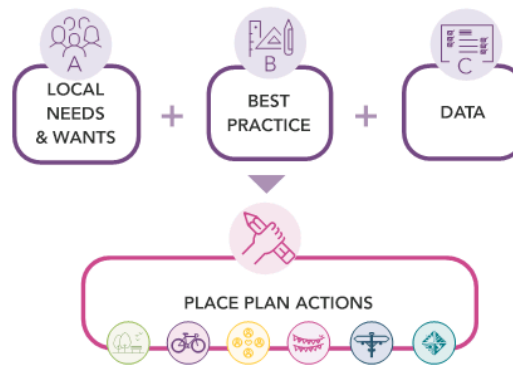 A
LOCAL
NEEDS
& WANTS
+
B
BEST
PRACTICE
+
C
DATA
PLACE PLAN ACTIONS